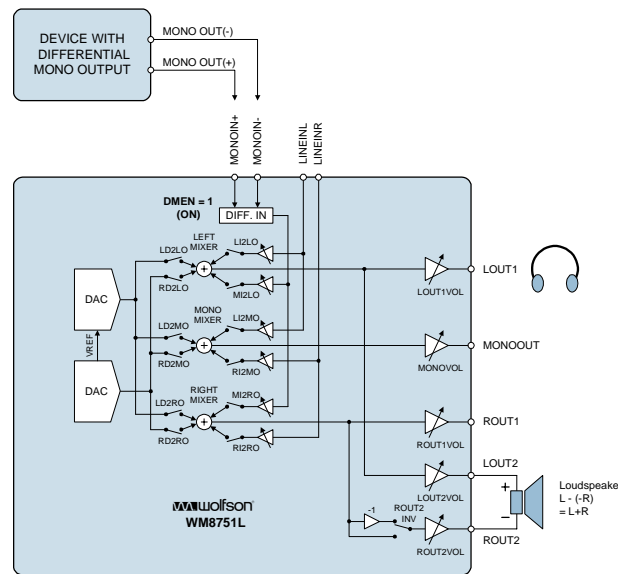 DEVICE WITH
DIFFERENTIAL
MONO OUTPUT
MONO OUT(-)
MONO OUT(+)
MONOIN+
MONOIN-
LINEINL
LINEINR
DMEN = 1
(ON)
DIFF. IN
LEFT
MIXER
LD2LO
RD2LO
LI2LO
MI2LO
LOUT1VOL
LOUT1
DAC
VREF
DAC
MONO
MIXER
LD2MO
RD2MO
LI2MO
RI2MO
MONOVOL
MONOOUT
RIGHT
MIXER
LD2RO
RD2RO
MI2RO
RI2RO
ROUT1VOL
ROUT1
LOUT2VOL
LOUT2
+
−
Loudspeake
L - (-R)
= L+R
-1
ROUT2
INV
ROUT2VOL
ROUT2
wolfson®
WM8751L